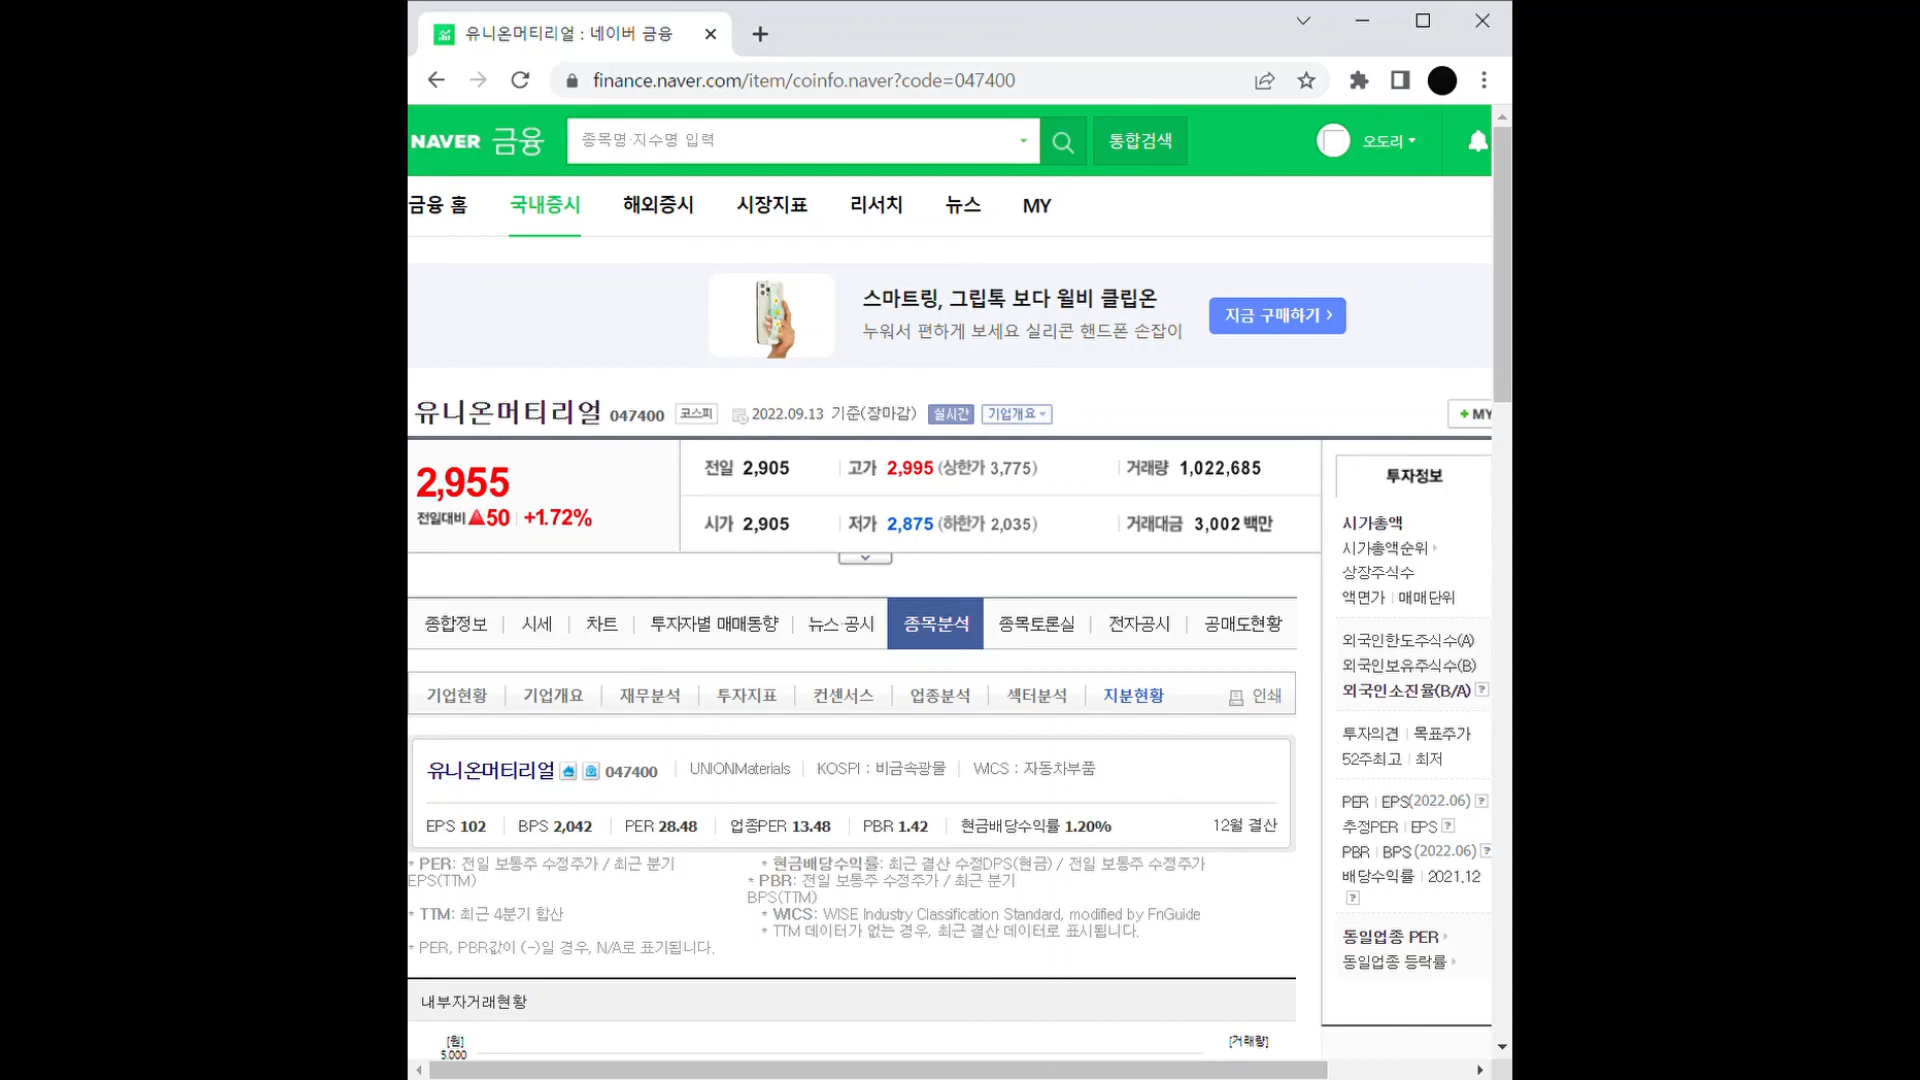 유니온머티리얼 : 네이버 금융
finance.naver.com/item/coinfo.naver?code=047400
NAVER 금융 종목명·지수명 입력 통합검색 오도리
금융 홈 국내증시 해외증시 시장지표 리서치 뉴스 MY
스마트링, 그립톡 보다 윌비 클립온
누워서 편하게 보세요 실리콘 핸드폰 손잡이
지금 구매하기 >
유니온머티리얼 047400 코스피 2022.09.13 기준(장마감) 실시간 기업개요
+ MY
2,955
전일대비 ▲50 +1.72%
전일 2,905 고가 2,995 (상한가 3,775) 거래량 1,022,685
시가 2,905 저가 2,875 (하한가 2,035) 거래대금 3,002 백만
종합정보 시세 차트 투자자별 매매동향 뉴스·공시 종목분석 종목토론실 전자공시 공매도현황
기업현황 기업개요 재무분석 투자지표 컨센서스 업종분석 섹터분석 지분현황 인쇄
유니온머티리얼 047400 UNIONMaterials KOSPI : 비금속광물 WICS : 자동차부품
EPS 102 BPS 2,042 PER 28.48 업종PER 13.48 PBR 1.42 현금배당수익률 1.20% 12월 결산
* PER: 전일 보통주 수정주가 / 최근 분기
EPS(TTM)
* TTM: 최근 4분기 합산
* PER, PBR값이 (-)일 경우, N/A로 표기됩니다.
* 현금배당수익률: 최근 결산 수정DPS(현금) / 전일 보통주 수정주가
* PBR: 전일 보통주 수정주가 / 최근 분기
BPS(TTM)
* WICS: WISE Industry Classification Standard, modified by FnGuide
* TTM 데이터가 없는 경우, 최근 결산 데이터로 표시됩니다.
내부자거래현황
[원] [거래량]
5,000
투자정보
시가총액
시가총액순위
상장주식수
액면가 매매단위
외국인한도주식수(A)
외국인보유주식수(B)
외국인소진율(B/A) ?
투자의견 목표주가
52주최고 최저
PER EPS(2022.06) ?
추정PER EPS ?
PBR BPS (2022.06) ?
배당수익률 2021.12
?
동일업종 PER
동일업종 등락률